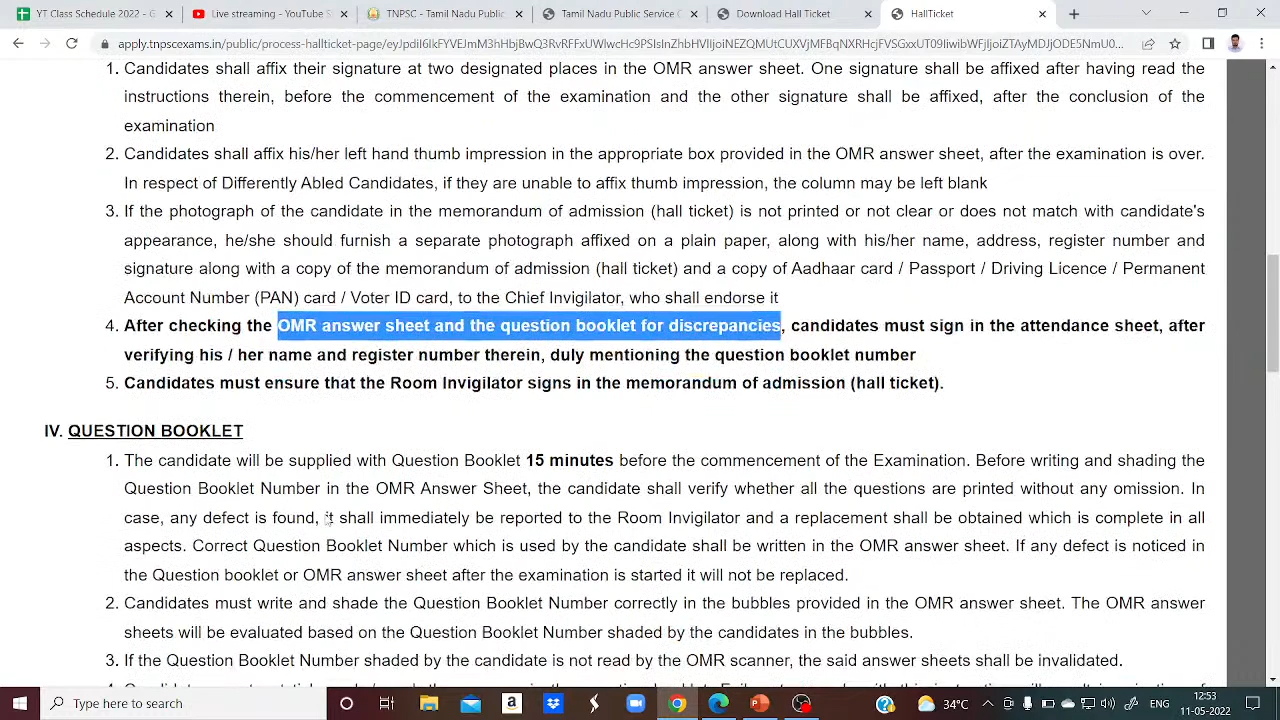 YT Class Schedule 2022 -
Live streaming - YouTube S
TNPSC - Tamil Nadu Public
Tamil Nadu Public Service C
Download Hall Ticket
HallTicket
1. Candidates shall affix their signature at two designated places in the OMR answer sheet. One signature shall be affixed after having read the
instructions therein, before the commencement of the examination and the other signature shall be affixed, after the conclusion of the
examination
2. Candidates shall affix his/her left hand thumb impression in the appropriate box provided in the OMR answer sheet, after the examination is over.
In respect of Differently Abled Candidates, if they are unable to affix thumb impression, the column may be left blank
3. If the photograph of the candidate in the memorandum of admission (hall ticket) is not printed or not clear or does not match with candidate's
appearance, he/she should furnish a separate photograph affixed on a plain paper, along with his/her name, address, register number and
signature along with a copy of the memorandum of admission (hall ticket) and a copy of Aadhaar card / Passport / Driving Licence / Permanent
Account Number (PAN) card / Voter ID card, to the Chief Invigilator, who shall endorse it
4. After checking the OMR answer sheet and the question booklet for discrepancies, candidates must sign in the attendance sheet, after
verifying his / her name and register number therein, duly mentioning the question booklet number
5. Candidates must ensure that the Room Invigilator signs in the memorandum of admission (hall ticket).
IV. QUESTION BOOKLET
1. The candidate will be supplied with Question Booklet 15 minutes before the commencement of the Examination. Before writing and shading the
Question Booklet Number in the OMR Answer Sheet, the candidate shall verify whether all the questions are printed without any omission. In
case, any defect is found, it shall immediately be reported to the Room Invigilator and a replacement shall be obtained which is complete in all
aspects. Correct Question Booklet Number which is used by the candidate shall be written in the OMR answer sheet. If any defect is noticed in
the Question booklet or OMR answer sheet after the examination is started it will not be replaced.
2. Candidates must write and shade the Question Booklet Number correctly in the bubbles provided in the OMR answer sheet. The OMR answer
sheets will be evaluated based on the Question Booklet Number shaded by the candidates in the bubbles.
3. If the Question Booklet Number shaded by the candidate is not read by the OMR scanner, the said answer sheets shall be invalidated.
Type here to search
34°C
ENG
12:53
11-05-2022